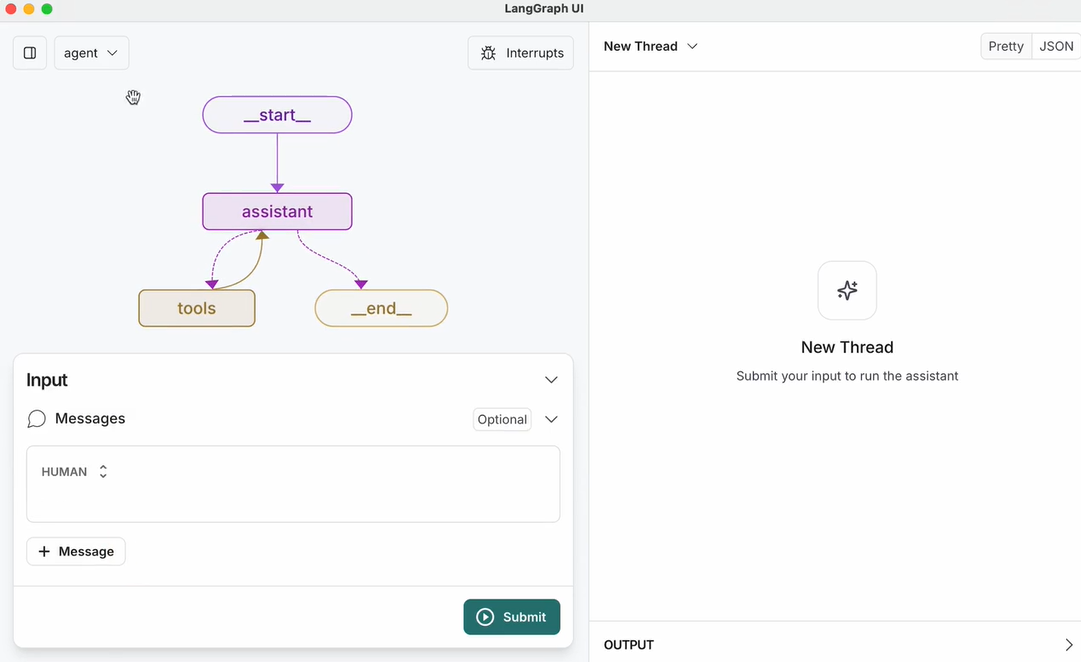 LangGraph UI
agent
Interrupts
__start__
assistant
tools
__end__
Input
Messages
Optional
HUMAN
Message
Submit
New Thread
Pretty
JSON
New Thread
Submit your input to run the assistant
OUTPUT